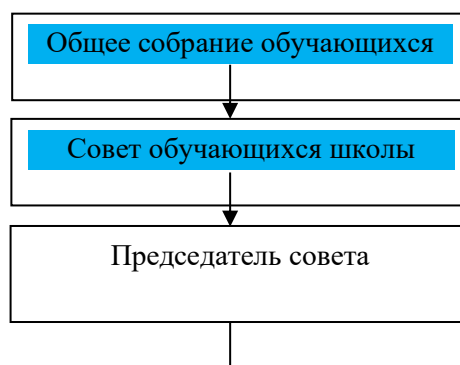 Общее собрание обучающихся
Совет обучающихся школы
Председатель совета